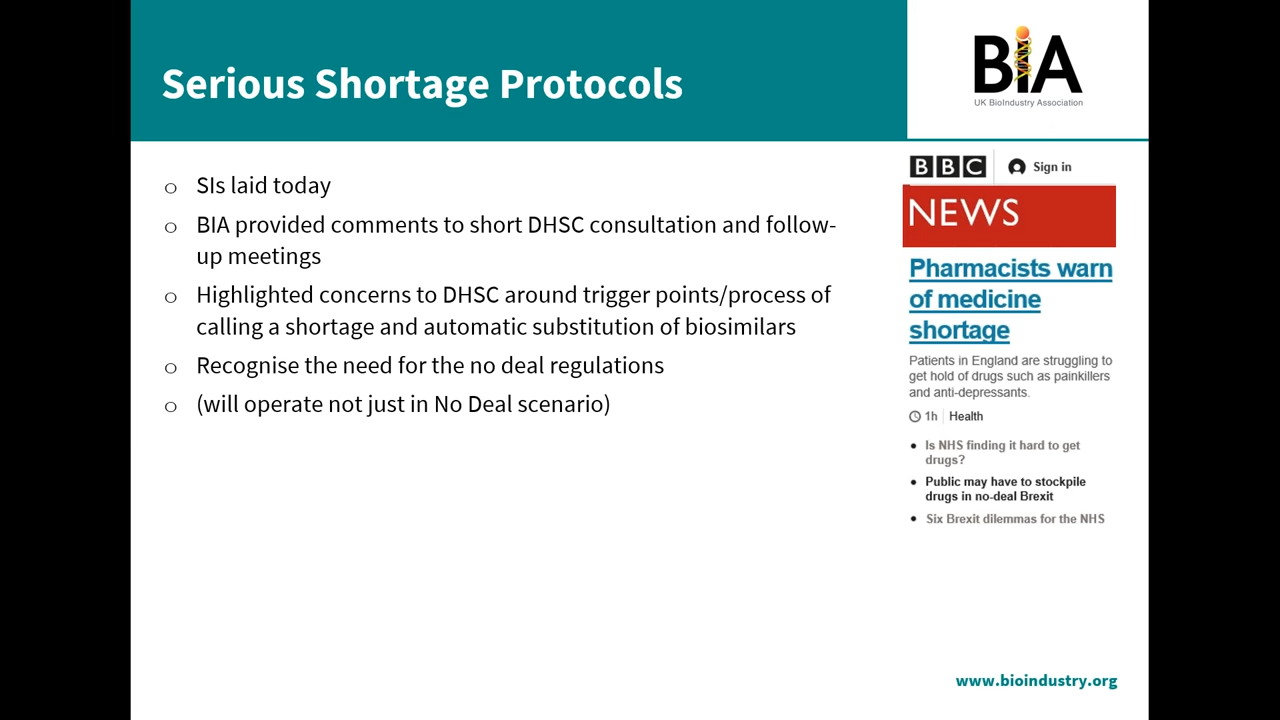 Serious Shortage Protocols
BIA
UK BioIndustry Association
o SIs laid today
o BIA provided comments to short DHSC consultation and follow-
up meetings
o Highlighted concerns to DHSC around trigger points/process of
calling a shortage and automatic substitution of biosimilars
o Recognise the need for the no deal regulations
o (will operate not just in No Deal scenario)
BBC Sign in
NEWS
Pharmacists warn
of medicine
shortage
Patients in England are struggling to
get hold of drugs such as painkillers
and anti-depressants.
1h Health
• Is NHS finding it hard to get
drugs?
• Public may have to stockpile
drugs in no-deal Brexit
• Six Brexit dilemmas for the NHS
www.bioindustry.org